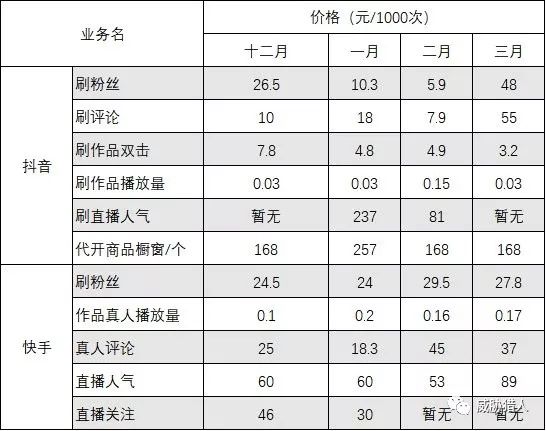 业务名 价格（元/1000次）
十二月 一月 二月 三月
抖音
刷粉丝 26.5 10.3 5.9 48
刷评论 10 18 7.9 55
刷作品双击 7.8 4.8 4.9 3.2
刷作品播放量 0.03 0.03 0.15 0.03
刷直播人气 暂无 237 81 暂无
代开商品橱窗/个 168 257 168 168
快手
刷粉丝 24.5 24 29.5 27.8
作品真人播放量 0.1 0.2 0.16 0.17
真人评论 25 18.3 45 37
直播人气 60 60 53 89
直播关注 46 30 暂无 暂无
威胁猎人